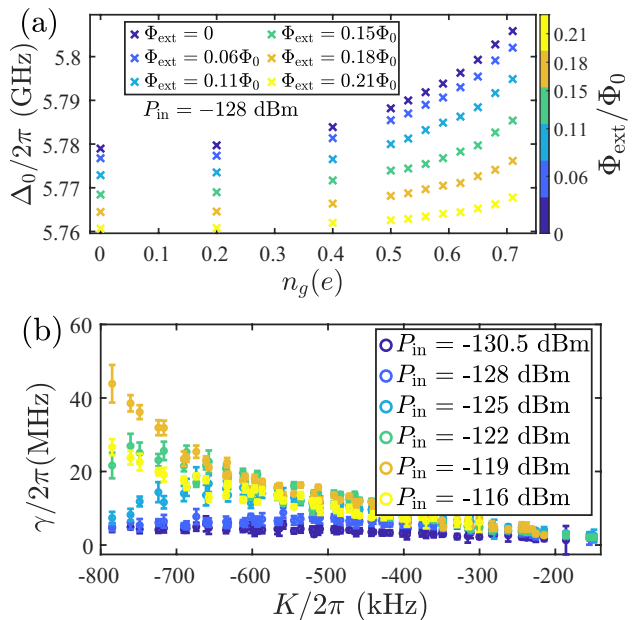 (a)
5.8
5.79
5.78
5.77
5.76
Δ₀/2π (GHz)
Φext = 0
Φext = 0.06Φ₀
Φext = 0.11Φ₀
Φext = 0.15Φ₀
Φext = 0.18Φ₀
Φext = 0.21Φ₀
Pin = −128 dBm
0 0.1 0.2 0.3 0.4 0.5 0.6 0.7
n_g(e)
0.21
0.18
0.15
0.11
0.06
0
Φext/Φ₀
(b)
60
40
20
0
γ/2π(MHz)
Pin = -130.5 dBm
Pin = -128 dBm
Pin = -125 dBm
Pin = -122 dBm
Pin = -119 dBm
Pin = -116 dBm
-800 -700 -600 -500 -400 -300 -200
K/2π (kHz)